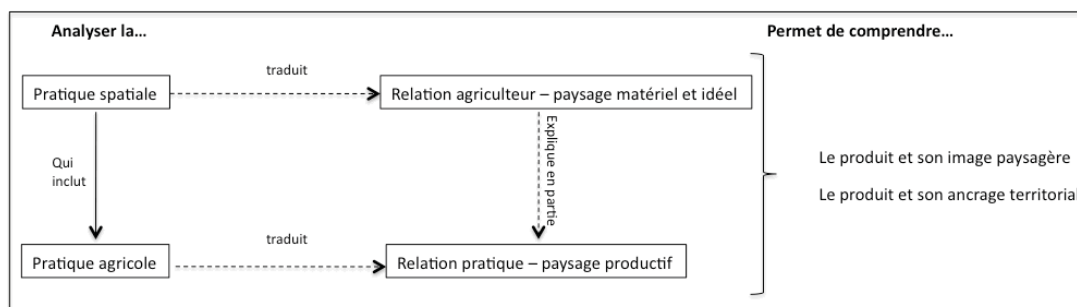 Analyser la…
Permet de comprendre…
traduit
Pratique spatiale
Relation agriculteur – paysage matériel et idéel
Qui
inclut
Explique en partie
Le produit et son image paysagère
Le produit et son ancrage territorial
traduit
Pratique agricole
Relation pratique – paysage productif